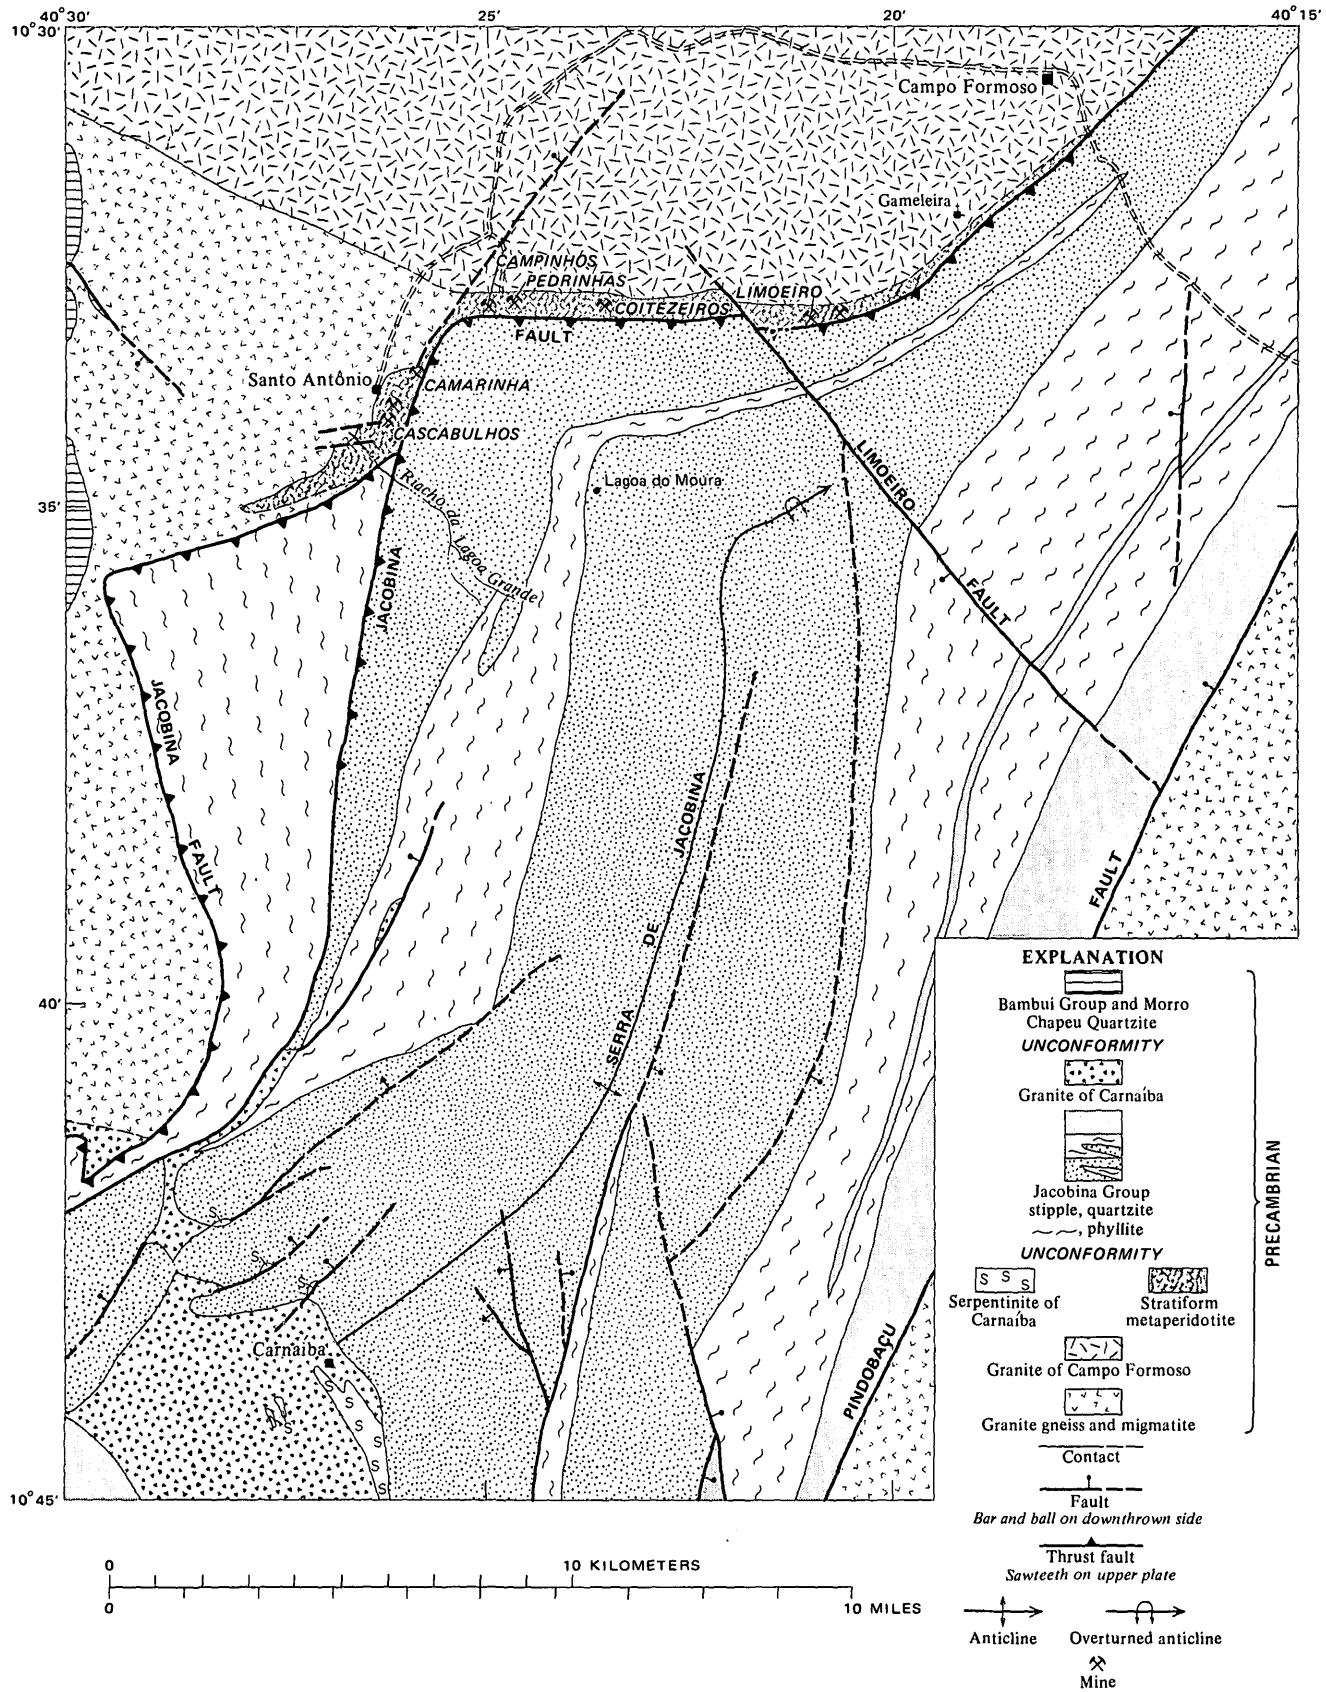 40°30'
25'
20'
40°15'
10°30'
Campo Formoso
Gameleira
CAMPINHOS
PEDRINHAS
LIMOEIRO
COITEZEIROS
FAULT
Santo Antônio
CAMARINHA
CASCABULHOS
Riacho da Lagoa Grande
Lagoa do Moura
35'
LIMOEIRO
FAULT
JACOBINA
JACOBINA
FAULT
SERRA DE JACOBINA
FAULT
40'
PINDOBAÇU
Carnaíba
10°45'
S
S
S
S
S
S
S
S
S
EXPLANATION
Bambui Group and Morro
Chapeu Quartzite
UNCONFORMITY
Granite of Carnaíba
Jacobina Group
stipple, quartzite
, phyllite
UNCONFORMITY
S S S
Serpentinite of
Carnaíba
Stratiform
metaperidotite
Granite of Campo Formoso
Granite gneiss and migmatite
PRECAMBRIAN
Contact
Fault
Bar and ball on downthrown side
Thrust fault
Sawteeth on upper plate
Anticline
Overturned anticline
Mine
0
10 KILOMETERS
0
10 MILES